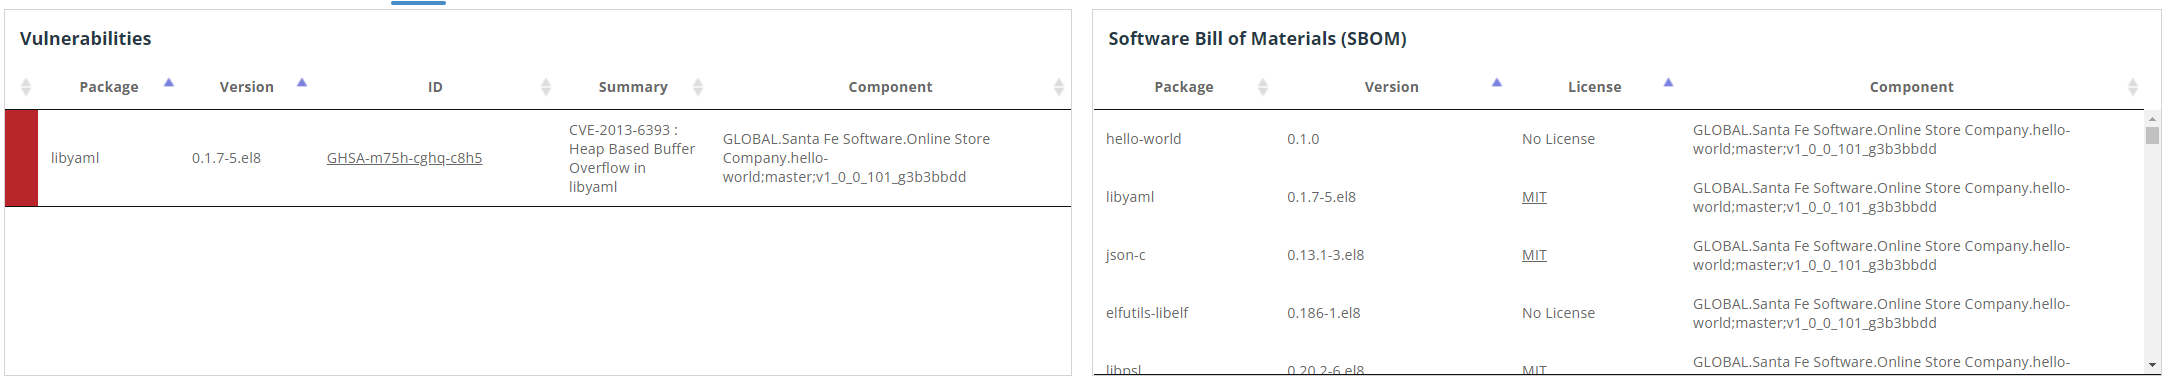 Vulnerabilities
Package Version ID Summary Component
libyaml 0.1.7-5.el8 GHSA-m75h-cghq-c8h5
CVE-2013-6393 :
Heap Based Buffer
Overflow in
libyaml
GLOBAL.Santa Fe Software.Online Store
Company.hello-
world;master;v1_0_0_101_g3b3bbdd
Software Bill of Materials (SBOM)
Package Version License Component
hello-world 0.1.0 No License GLOBAL.Santa Fe Software.Online Store Company.hello-
world;master;v1_0_0_101_g3b3bbdd
libyaml 0.1.7-5.el8 MIT GLOBAL.Santa Fe Software.Online Store Company.hello-
world;master;v1_0_0_101_g3b3bbdd
json-c 0.13.1-3.el8 MIT GLOBAL.Santa Fe Software.Online Store Company.hello-
world;master;v1_0_0_101_g3b3bbdd
elfutils-libelf 0.186-1.el8 No License GLOBAL.Santa Fe Software.Online Store Company.hello-
world;master;v1_0_0_101_g3b3bbdd
libpsl 0.20.2-6.el8 MIT GLOBAL.Santa Fe Software.Online Store Company.hello-